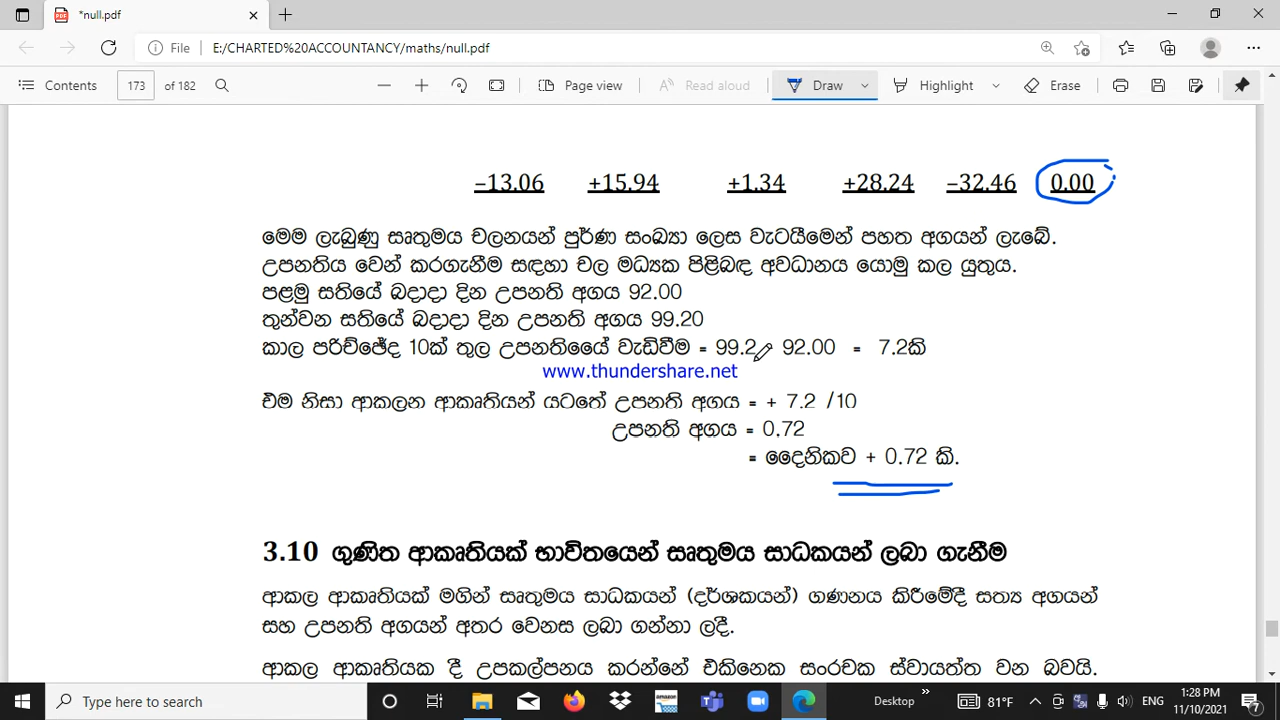 *null.pdf
File E:/CHARTED%20ACCOUNTANCY/maths/null.pdf
Contents 173 of 182 Page view Read aloud Draw Highlight Erase
–13.06 +15.94 +1.34 +28.24 –32.46 0.00
මෙම ලැබුණු සෘතුමය චලනයන් පුර්ණ සංඛ්‍යා ලෙස වැටයීමෙන් පහත අගයන් ලැබේ.
උපනතිය වෙන් කරගැනීම සඳහා චල මධ්‍යක පිළිබඳ අවධානය යොමු කල යුතුය.
පළමු සතියේ බදාදා දින උපනති අගය 92.00
තුන්වන සතියේ බදාදා දින උපනති අගය 99.20
කාල පරිච්ඡේද 10ක් තුල උපනතියෙේ වැඩිවීම = 99.2 92.00 = 7.2කි
www.thundershare.net
එම නිසා ආකලන ආකෘතියන් යටතේ උපනති අගය = + 7.2 /10
උපනති අගය = 0.72
= දෛනිකව + 0.72 කි.
3.10 ගුණිත ආකෘතියක් භාවිතයෙන් සෘතුමය සාධකයන් ලබා ගැනීම
ආකල ආකෘතියක් මගින් සෘතුමය සාධකයන් (දර්ශකයන්) ගණනය කිරීමේදී සත්‍ය අගයන්
සහ උපනති අගයන් අතර වෙනස ලබා ගන්නා ලදී.
ආකල ආකෘතියක දී උපකල්පනය කරන්නේ එකිනෙක සංරචක ස්වායත්ත වන බවයි.
Type here to search
Desktop
81°F
ENG
1:28 PM
11/10/2021
7